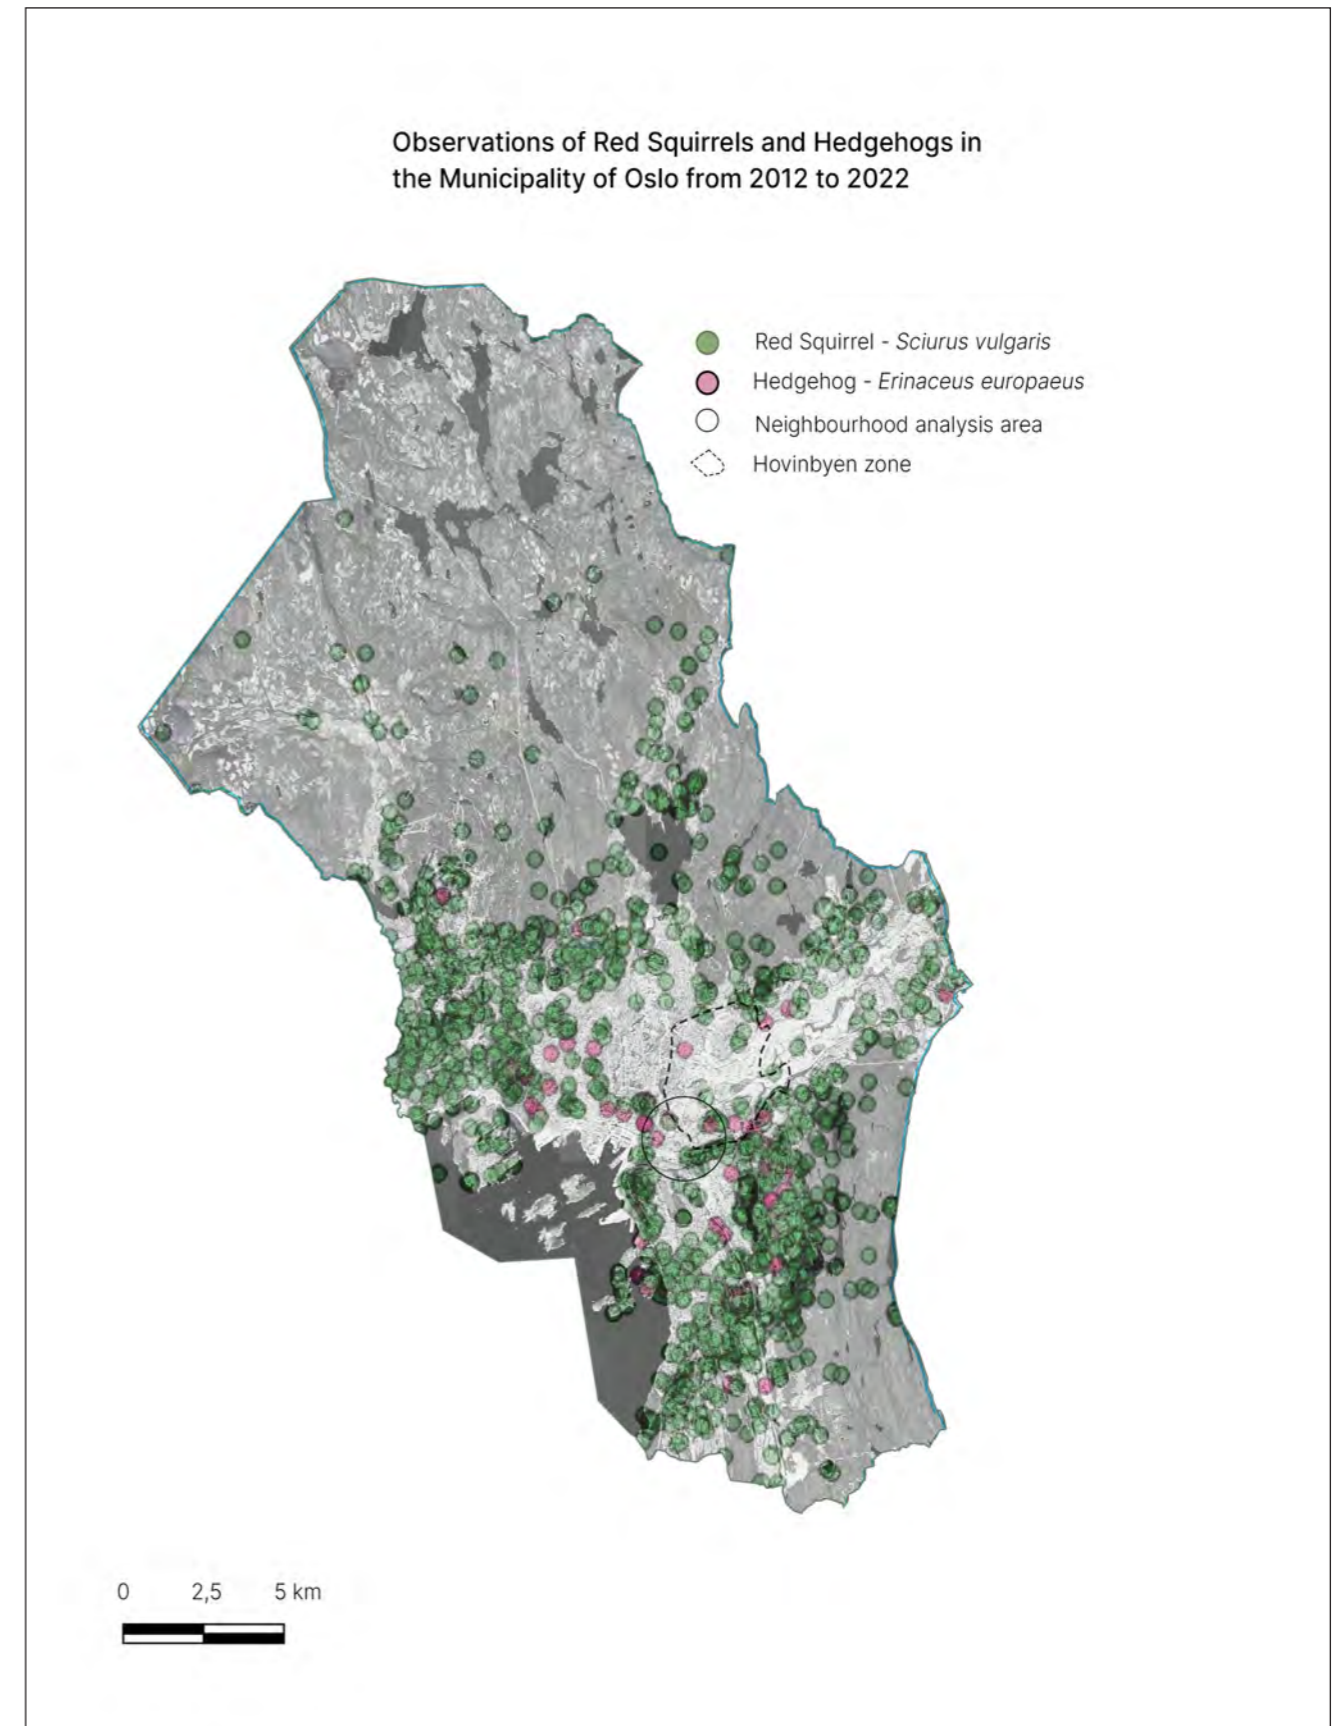 Observations of Red Squirrels and Hedgehogs in
the Municipality of Oslo from 2012 to 2022
Red Squirrel - Sciurus vulgaris
Hedgehog - Erinaceus europaeus
Neighbourhood analysis area
Hovinbyen zone
0 2,5 5 km